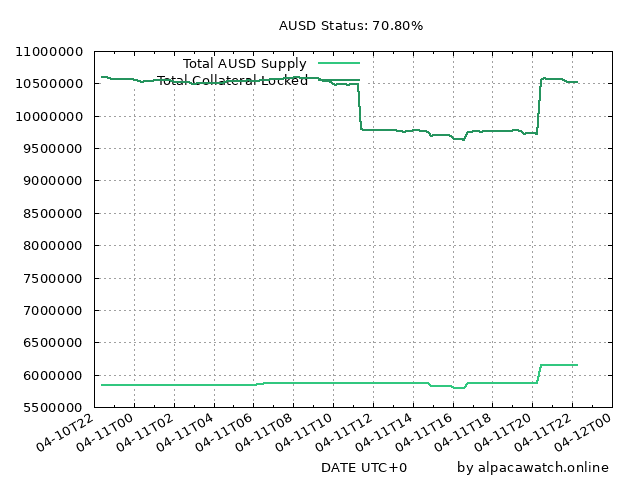 AUSD Status: 70.80%
11000000
10500000
10000000
9500000
9000000
8500000
8000000
7500000
7000000
6500000
6000000
5500000
Total AUSD Supply
Total Collateral Locked
04-10T22
04-11T00
04-11T02
04-11T04
04-11T06
04-11T08
04-11T10
04-11T12
04-11T14
04-11T16
04-11T18
04-11T20
04-11T22
04-12T00
DATE UTC+0
by alpacawatch.online